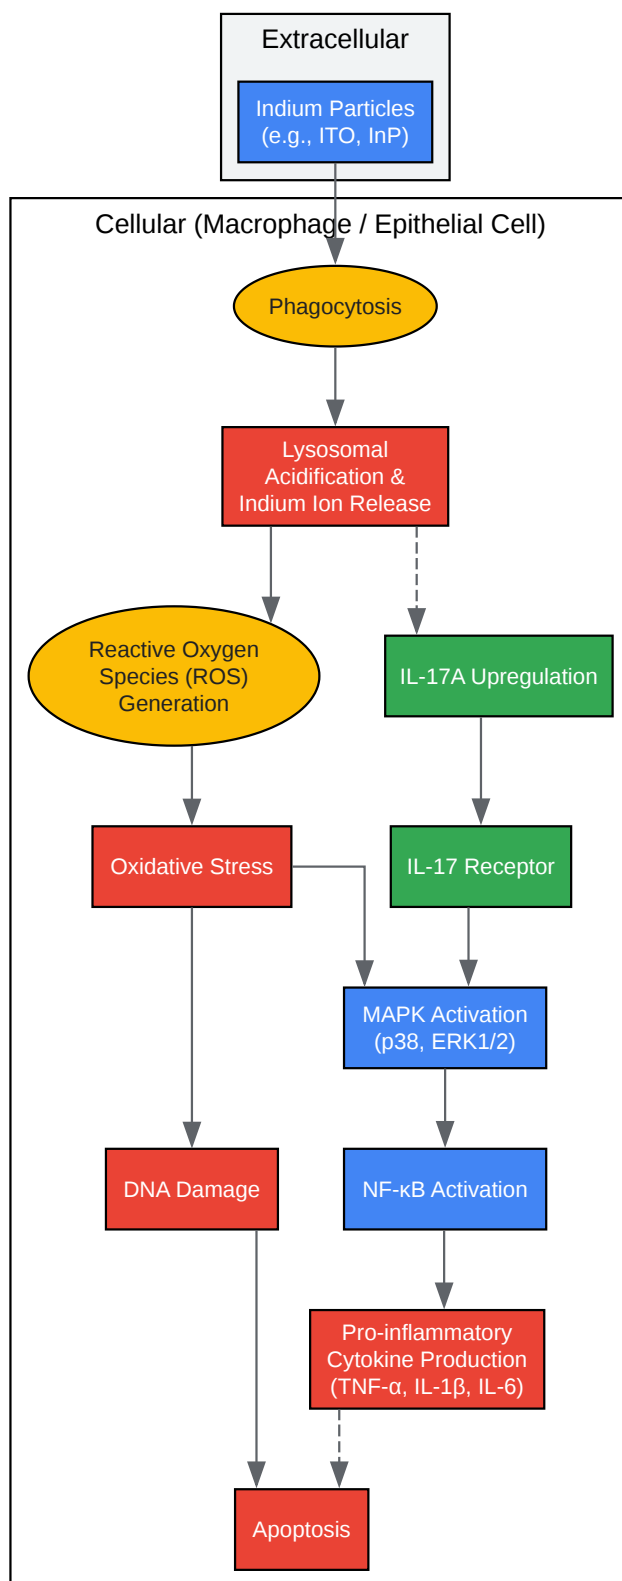 Extracellular
Indium Particles
(e.g., ITO, InP)
Cellular (Macrophage / Epithelial Cell)
Phagocytosis
Lysosomal
Acidification &
Indium Ion Release
Reactive Oxygen
Species (ROS)
Generation
IL-17A Upregulation
Oxidative Stress
IL-17 Receptor
MAPK Activation
(p38, ERK1/2)
DNA Damage
NF-κB Activation
Pro-inflammatory
Cytokine Production
(TNF-α, IL-1β, IL-6)
Apoptosis